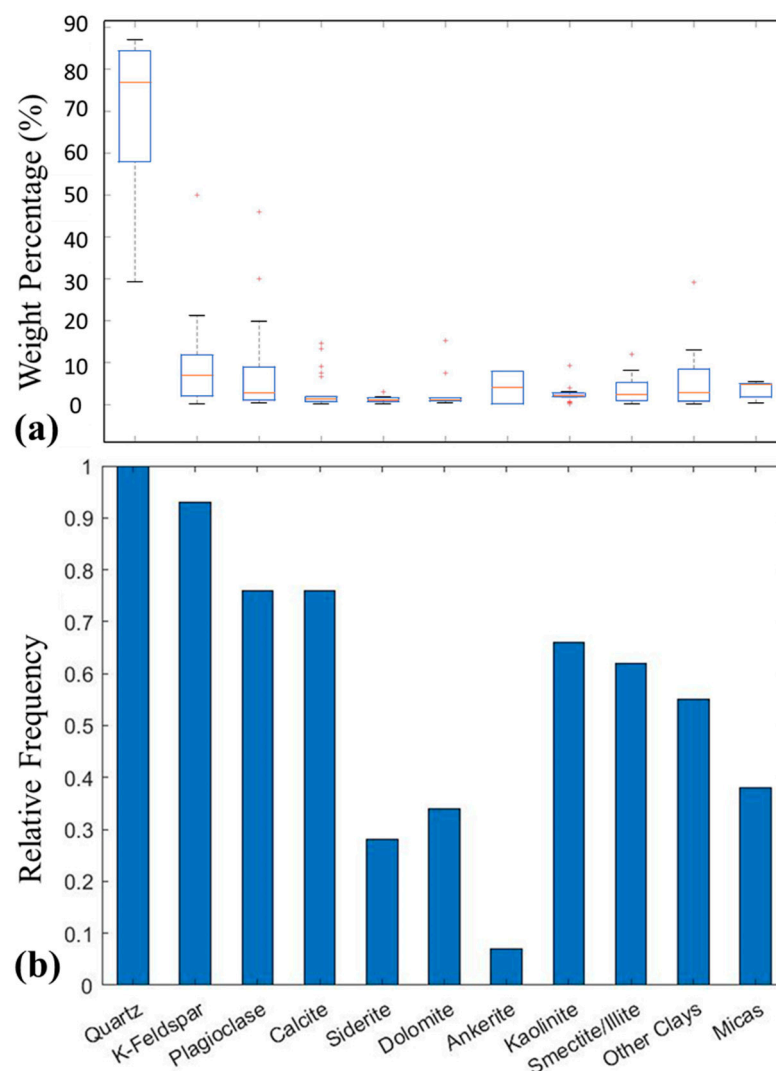 90
80
70
60
50
40
30
20
10
0
Weight Percentage (%)
(a)
1
0.9
0.8
0.7
0.6
0.5
0.4
0.3
0.2
0.1
0
Relative Frequency
(b)
Quartz
K-Feldspar
Plagioclase
Calcite
Siderite
Dolomite
Ankerite
Kaolinite
Smectite/Illite
Other Clays
Micas